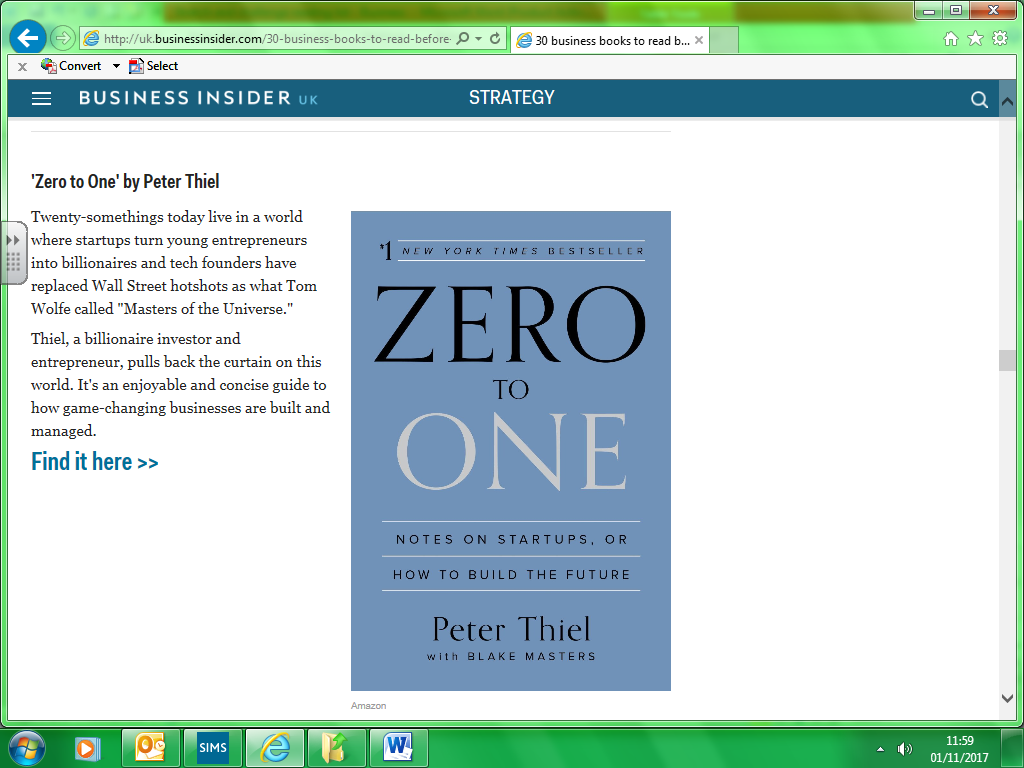 http://uk.businessinsider.com/30-business-books-to-read-before-
30 business books to read b...
Convert
Select
BUSINESS INSIDER UK
STRATEGY
'Zero to One' by Peter Thiel
Twenty-somethings today live in a world
where startups turn young entrepreneurs
into billionaires and tech founders have
replaced Wall Street hotshots as what Tom
Wolfe called "Masters of the Universe."
Thiel, a billionaire investor and
entrepreneur, pulls back the curtain on this
world. It's an enjoyable and concise guide to
how game-changing businesses are built and
managed.
Find it here >>
#1 NEW YORK TIMES BESTSELLER
ZERO
TO
ONE
NOTES ON STARTUPS, OR
HOW TO BUILD THE FUTURE
Peter Thiel
with BLAKE MASTERS
Amazon
SIMS
11:59
01/11/2017